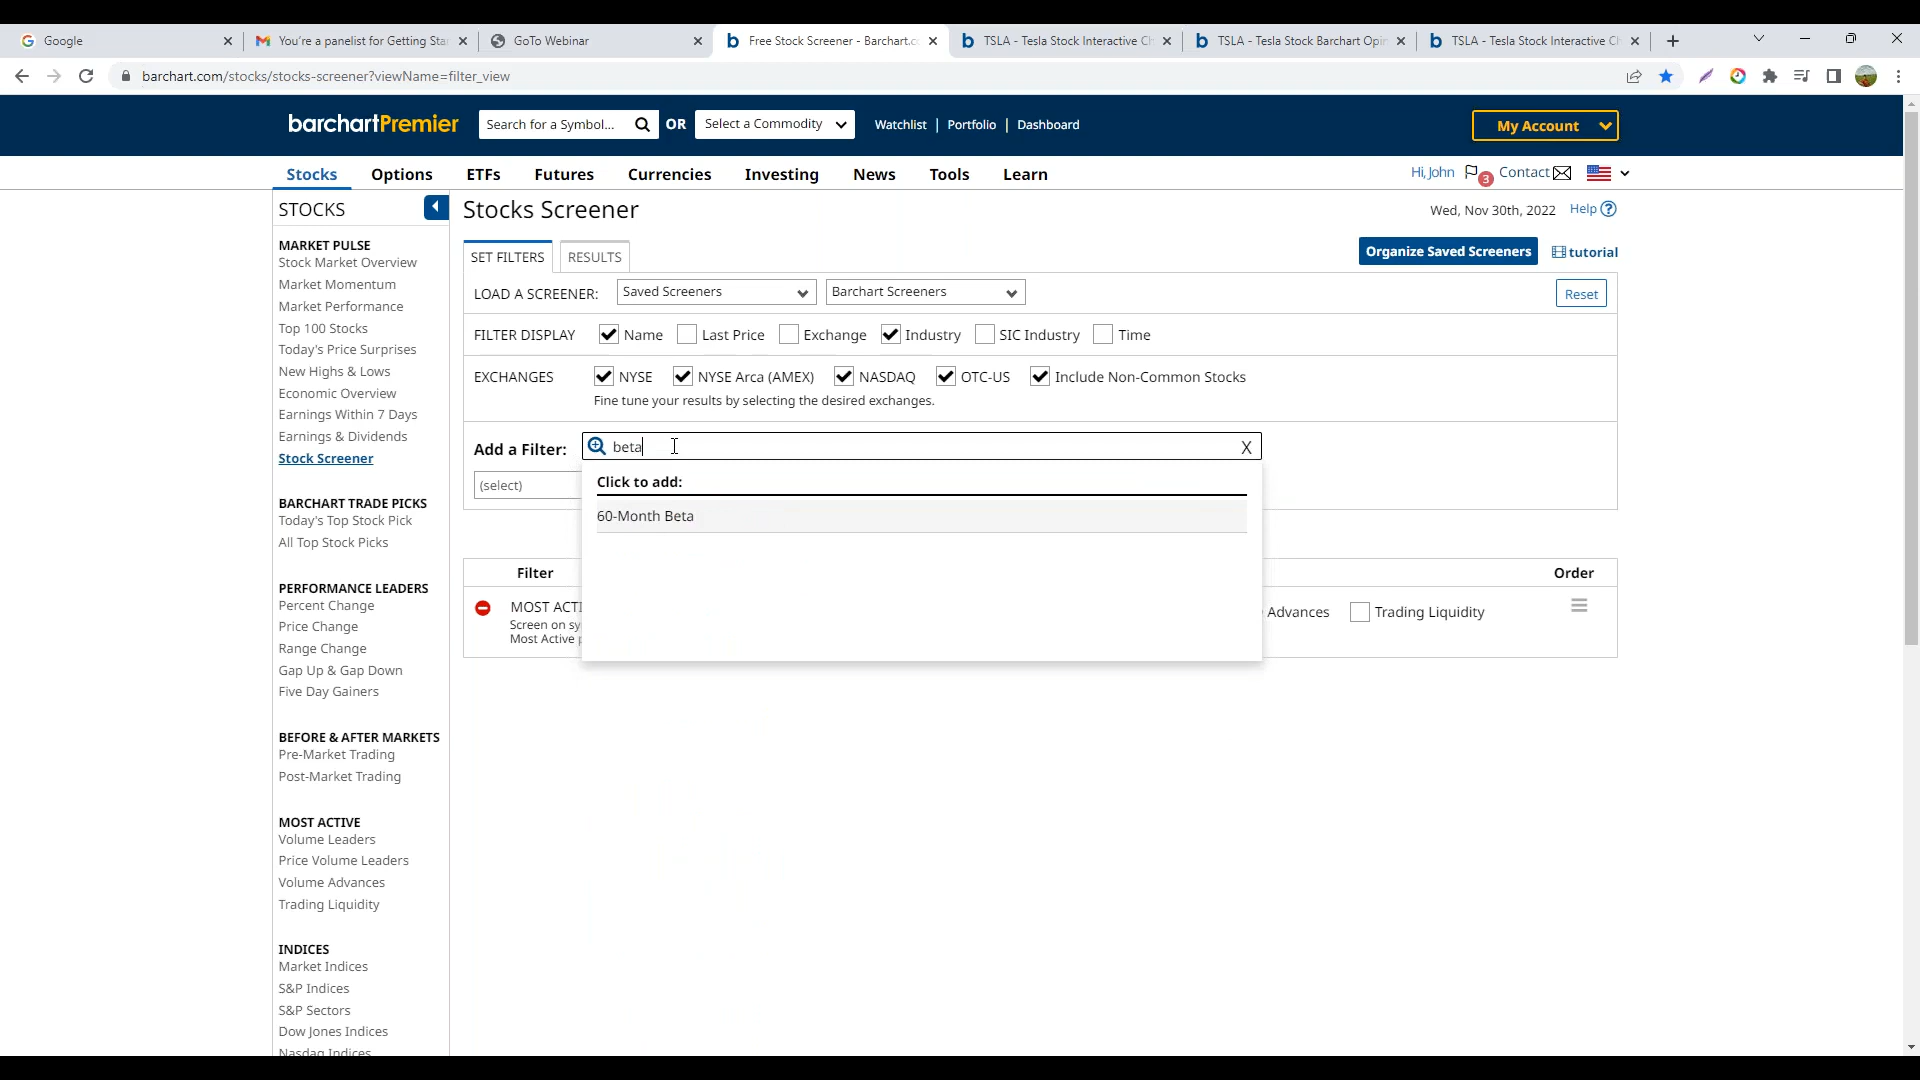 Google
You're a panelist for Getting Sta
GoTo Webinar
Free Stock Screener - Barchart.c
TSLA - Tesla Stock Interactive Ch
TSLA - Tesla Stock Barchart Opin
TSLA - Tesla Stock Interactive Ch
barchart.com/stocks/stocks-screener?viewName=filter_view
barchartPremier
Search for a Symbol...
OR
Select a Commodity
Watchlist | Portfolio | Dashboard
My Account
Stocks Options ETFs Futures Currencies Investing News Tools Learn
Hi, John
3
Contact
STOCKS
Stocks Screener
Wed, Nov 30th, 2022
Help ?
MARKET PULSE
Stock Market Overview
Market Momentum
Market Performance
Top 100 Stocks
Today's Price Surprises
New Highs & Lows
Economic Overview
Earnings Within 7 Days
Earnings & Dividends
Stock Screener
BARCHART TRADE PICKS
Today's Top Stock Pick
All Top Stock Picks
PERFORMANCE LEADERS
Percent Change
Price Change
Range Change
Gap Up & Gap Down
Five Day Gainers
BEFORE & AFTER MARKETS
Pre-Market Trading
Post-Market Trading
MOST ACTIVE
Volume Leaders
Price Volume Leaders
Volume Advances
Trading Liquidity
INDICES
Market Indices
S&P Indices
S&P Sectors
Dow Jones Indices
Nasdaq Indices
SET FILTERS
RESULTS
Organize Saved Screeners
tutorial
LOAD A SCREENER:
Saved Screeners
Barchart Screeners
Reset
FILTER DISPLAY Name Last Price Exchange Industry SIC Industry Time
EXCHANGES NYSE NYSE Arca (AMEX) NASDAQ OTC-US Include Non-Common Stocks
Fine tune your results by selecting the desired exchanges.
Add a Filter:
beta
X
(select)
Click to add:
60-Month Beta
Filter
Order
MOST ACTI
Screen on sy
Most Active p
Advances
Trading Liquidity